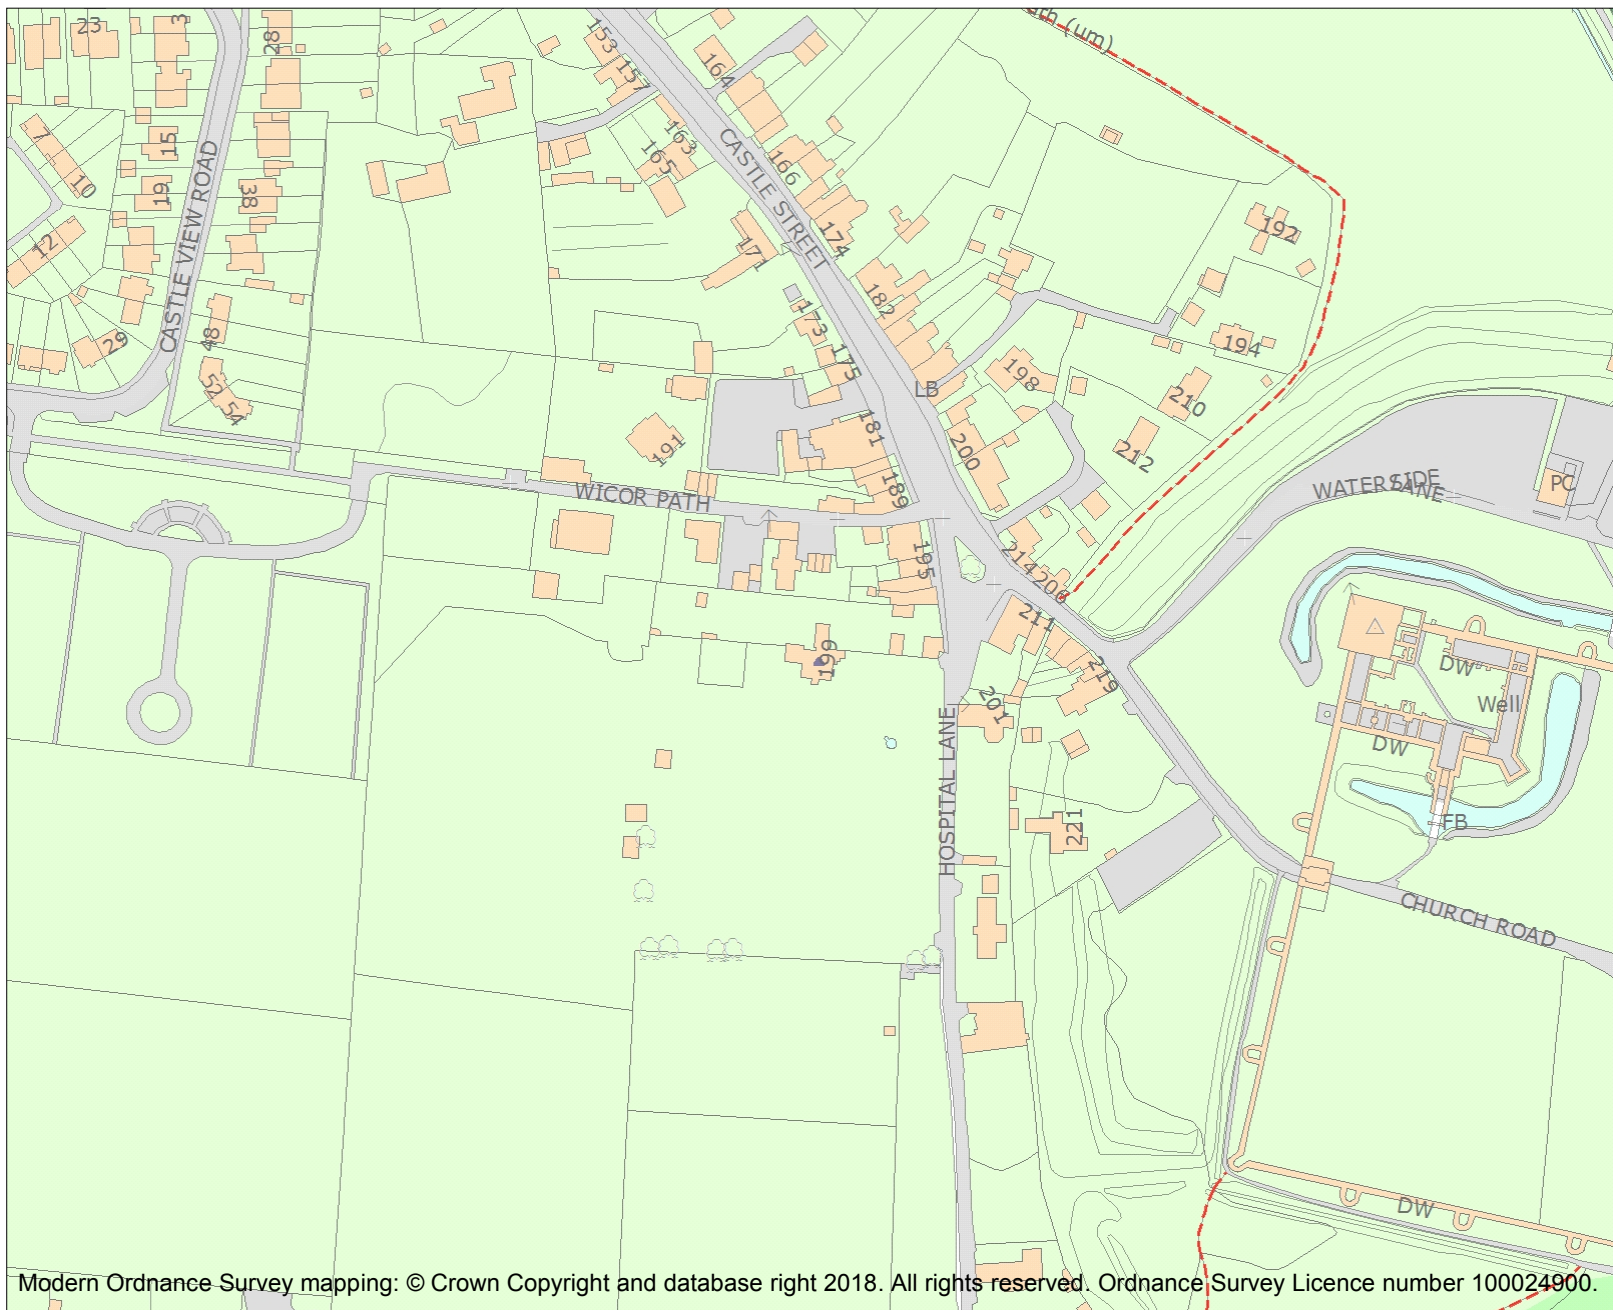 23
3
28
153
157
164
ath (um)
7
10
15
19
38
163
165
166
CASTLE STREET
CASTLE VIEW ROAD
12
171
174
192
182
173
175
29
48
52
54
194
198
LB
210
181
191
200
212
189
WICOR PATH
WATERSIDE
LANE
PC
195
214
206
211
199
219
201
DW
Well
DW
HOSPITAL LANE
221
FB
CHURCH ROAD
DW
Modern Ordnance Survey mapping: © Crown Copyright and database right 2018. All rights reserved. Ordnance Survey Licence number 100024900.